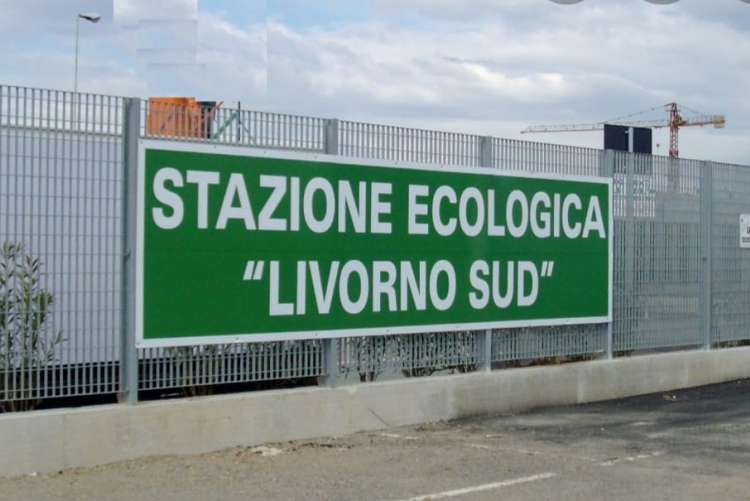 STAZIONE ECOLOGICA
“LIVORNO SUD”